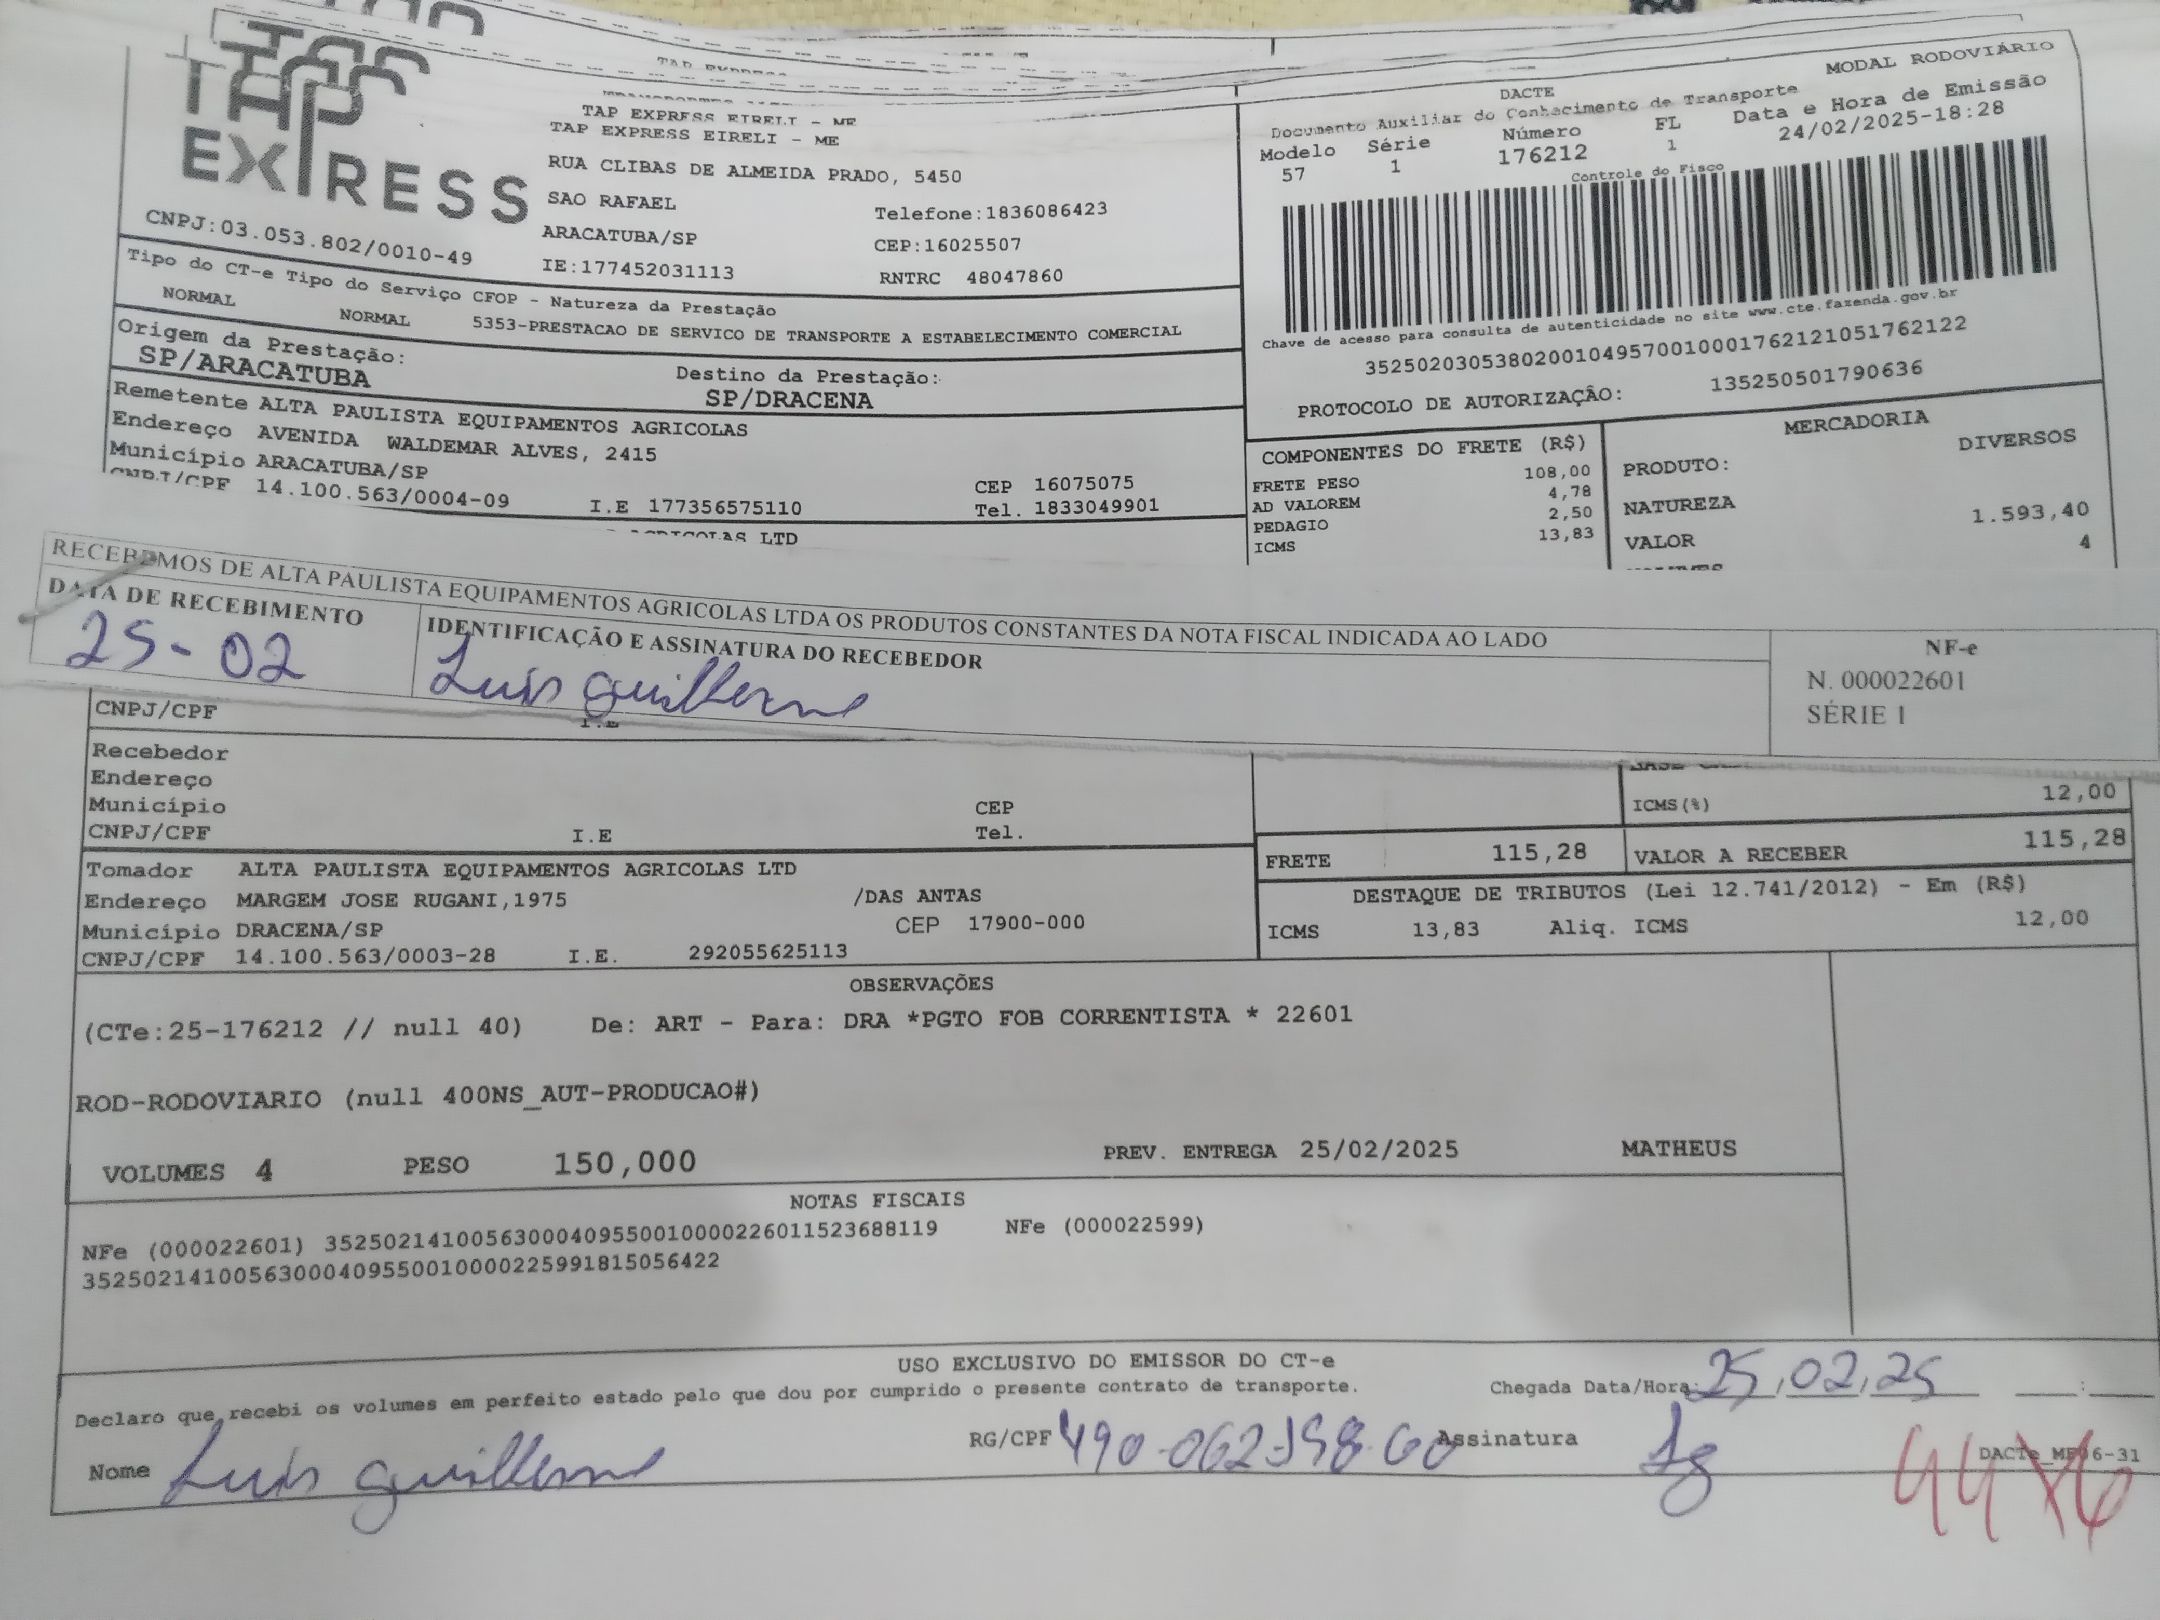 TAP
EXPRESS
TAP EXPRESS EIRELI - ME
TAP EXPRESS EIRELI - ME
RUA CLIBAS DE ALMEIDA PRADO, 5450
SAO RAFAEL
Telefone:1836086423
ARACATUBA/SP
CEP:16025507
CNPJ:03.053.802/0010-49
IE:177452031113
RNTRC 48047860
MODAL RODOVIÁRIO
DACTE
Documento Auxiliar do Conhecimento de Transporte
Modelo Série Número FL Data e Hora de Emissão
57 1 176212 1 24/02/2025-18:28
Controle do Fisco
Chave de acesso para consulta de autenticidade no site www.cte.fazenda.gov.br
35250203053802001049570010001762121051762122
PROTOCOLO DE AUTORIZAÇÂO: 135250501790636
Tipo do CT-e Tipo do Serviço CFOP - Natureza da Prestação
NORMAL NORMAL 5353-PRESTACAO DE SERVICO DE TRANSPORTE A ESTABELECIMENTO COMERCIAL
Origem da Prestação:
SP/ARACATUBA
Destino da Prestação:
SP/DRACENA
Remetente ALTA PAULISTA EQUIPAMENTOS AGRICOLAS
Endereço AVENIDA WALDEMAR ALVES, 2415
Município ARACATUBA/SP
CEP 16075075
CNPJ/CPF 14.100.563/0004-09 I.E 177356575110 Tel. 1833049901
AGRICOLAS LTD
COMPONENTES DO FRETE (R$)
FRETE PESO 108,00
AD VALOREM 4,78
PEDAGIO 2,50
ICMS 13,83
MERCADORIA
PRODUTO: DIVERSOS
NATUREZA
VALOR 1.593,40
4
RECEBEMOS DE ALTA PAULISTA EQUIPAMENTOS AGRICOLAS LTDA OS PRODUTOS CONSTANTES DA NOTA FISCAL INDICADA AO LADO
DATA DE RECEBIMENTO
25-02
IDENTIFICAÇÃO E ASSINATURA DO RECEBEDOR
Luis guilherme
NF-e
N. 000022601
SÉRIE 1
CNPJ/CPF I.E
Recebedor
Endereço
Município CEP
CNPJ/CPF I.E Tel.
ICMS(%) 12,00
FRETE 115,28 VALOR A RECEBER 115,28
Tomador ALTA PAULISTA EQUIPAMENTOS AGRICOLAS LTD
Endereço MARGEM JOSE RUGANI,1975 /DAS ANTAS
Município DRACENA/SP CEP 17900-000
CNPJ/CPF 14.100.563/0003-28 I.E. 292055625113
DESTAQUE DE TRIBUTOS (Lei 12.741/2012) - Em (R$)
ICMS 13,83 Aliq. ICMS 12,00
OBSERVAÇÕES
(CTe:25-176212 // null 40) De: ART - Para: DRA *PGTO FOB CORRENTISTA * 22601
ROD-RODOVIARIO (null 400NS_AUT-PRODUCAO#)
VOLUMES 4 PESO 150,000 PREV. ENTREGA 25/02/2025 MATHEUS
NOTAS FISCAIS
NFe (000022601) 35250214100563000409550010000226011523688119 NFe (000022599)
35250214100563000409550010000225991815056422
USO EXCLUSIVO DO EMISSOR DO CT-e
Declaro que recebi os volumes em perfeito estado pelo que dou por cumprido o presente contrato de transporte.
Chegada Data/Hora: 25,02,25 :
Nome Luis guilherme RG/CPF 490.062.158.60 Assinatura Lg